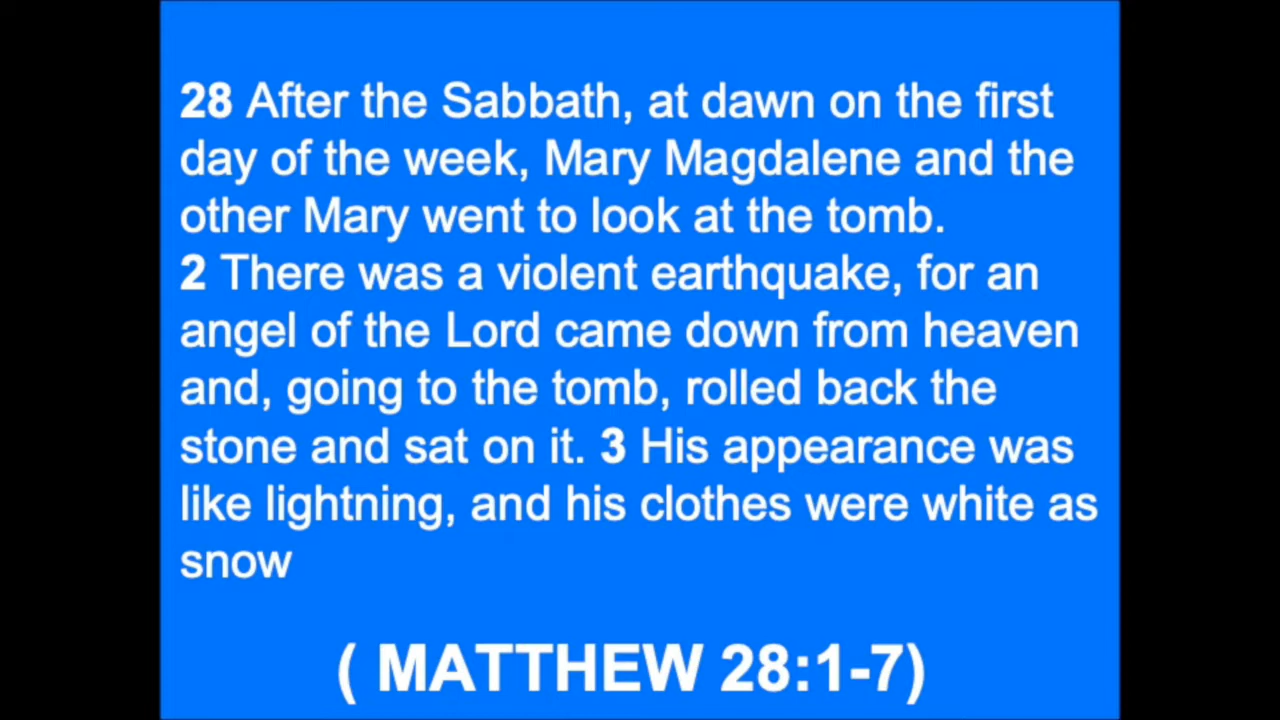 28 After the Sabbath, at dawn on the first
day of the week, Mary Magdalene and the
other Mary went to look at the tomb.
2 There was a violent earthquake, for an
angel of the Lord came down from heaven
and, going to the tomb, rolled back the
stone and sat on it. 3 His appearance was
like lightning, and his clothes were white as
snow
( MATTHEW 28:1-7)